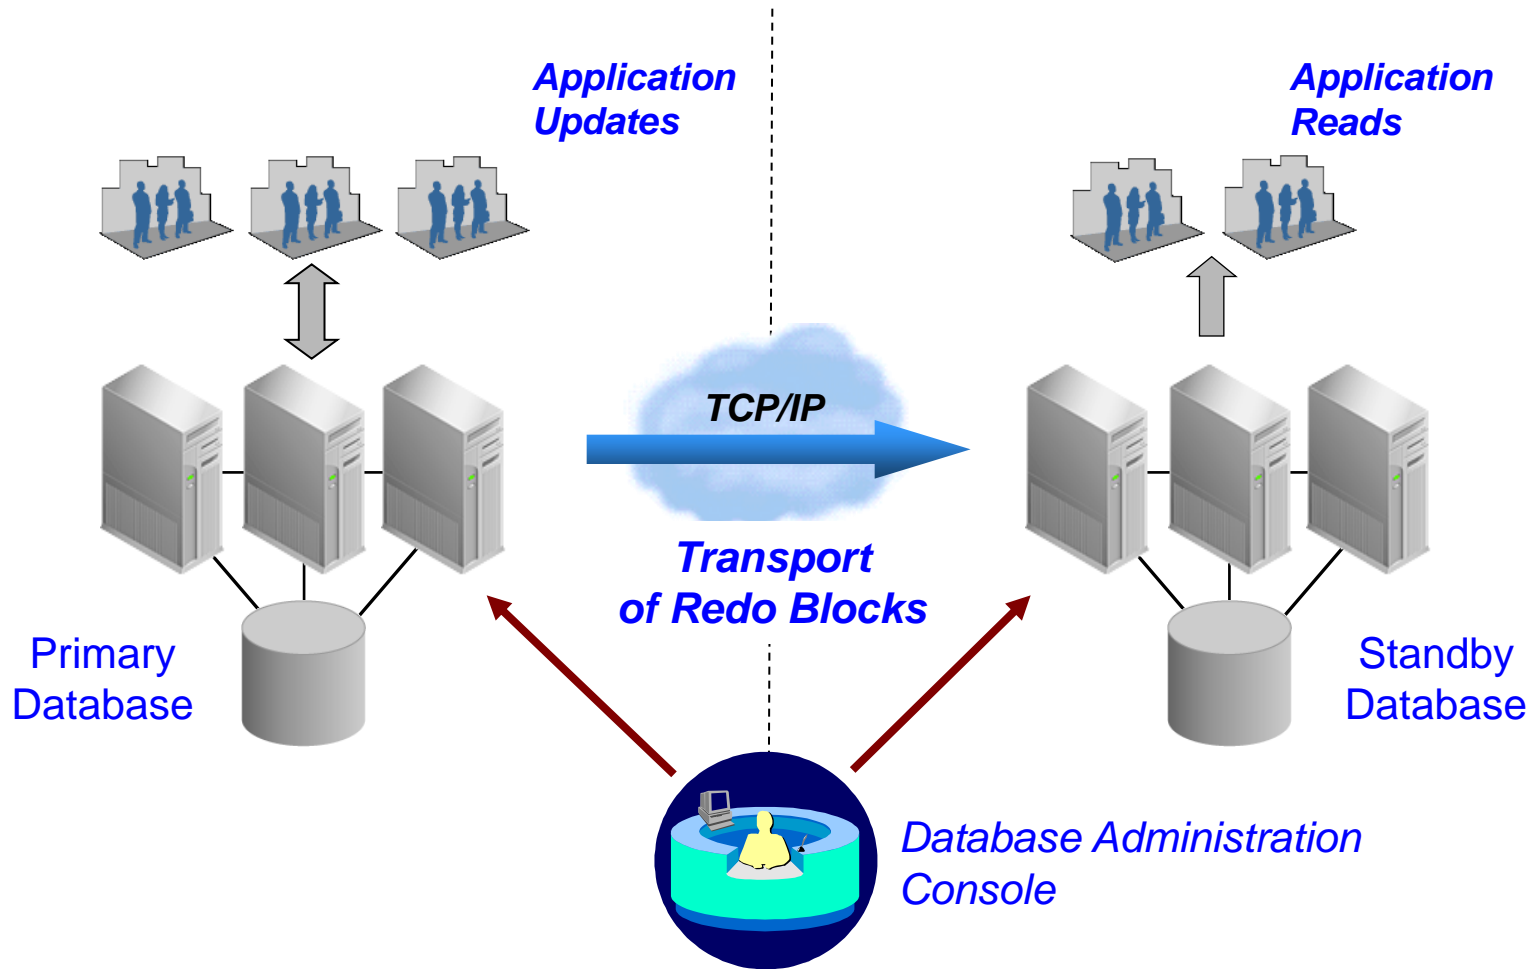 Application
Updates
Application
Reads
TCP/IP
Transport
of Redo Blocks
Primary
Database
Standby
Database
Database Administration
Console